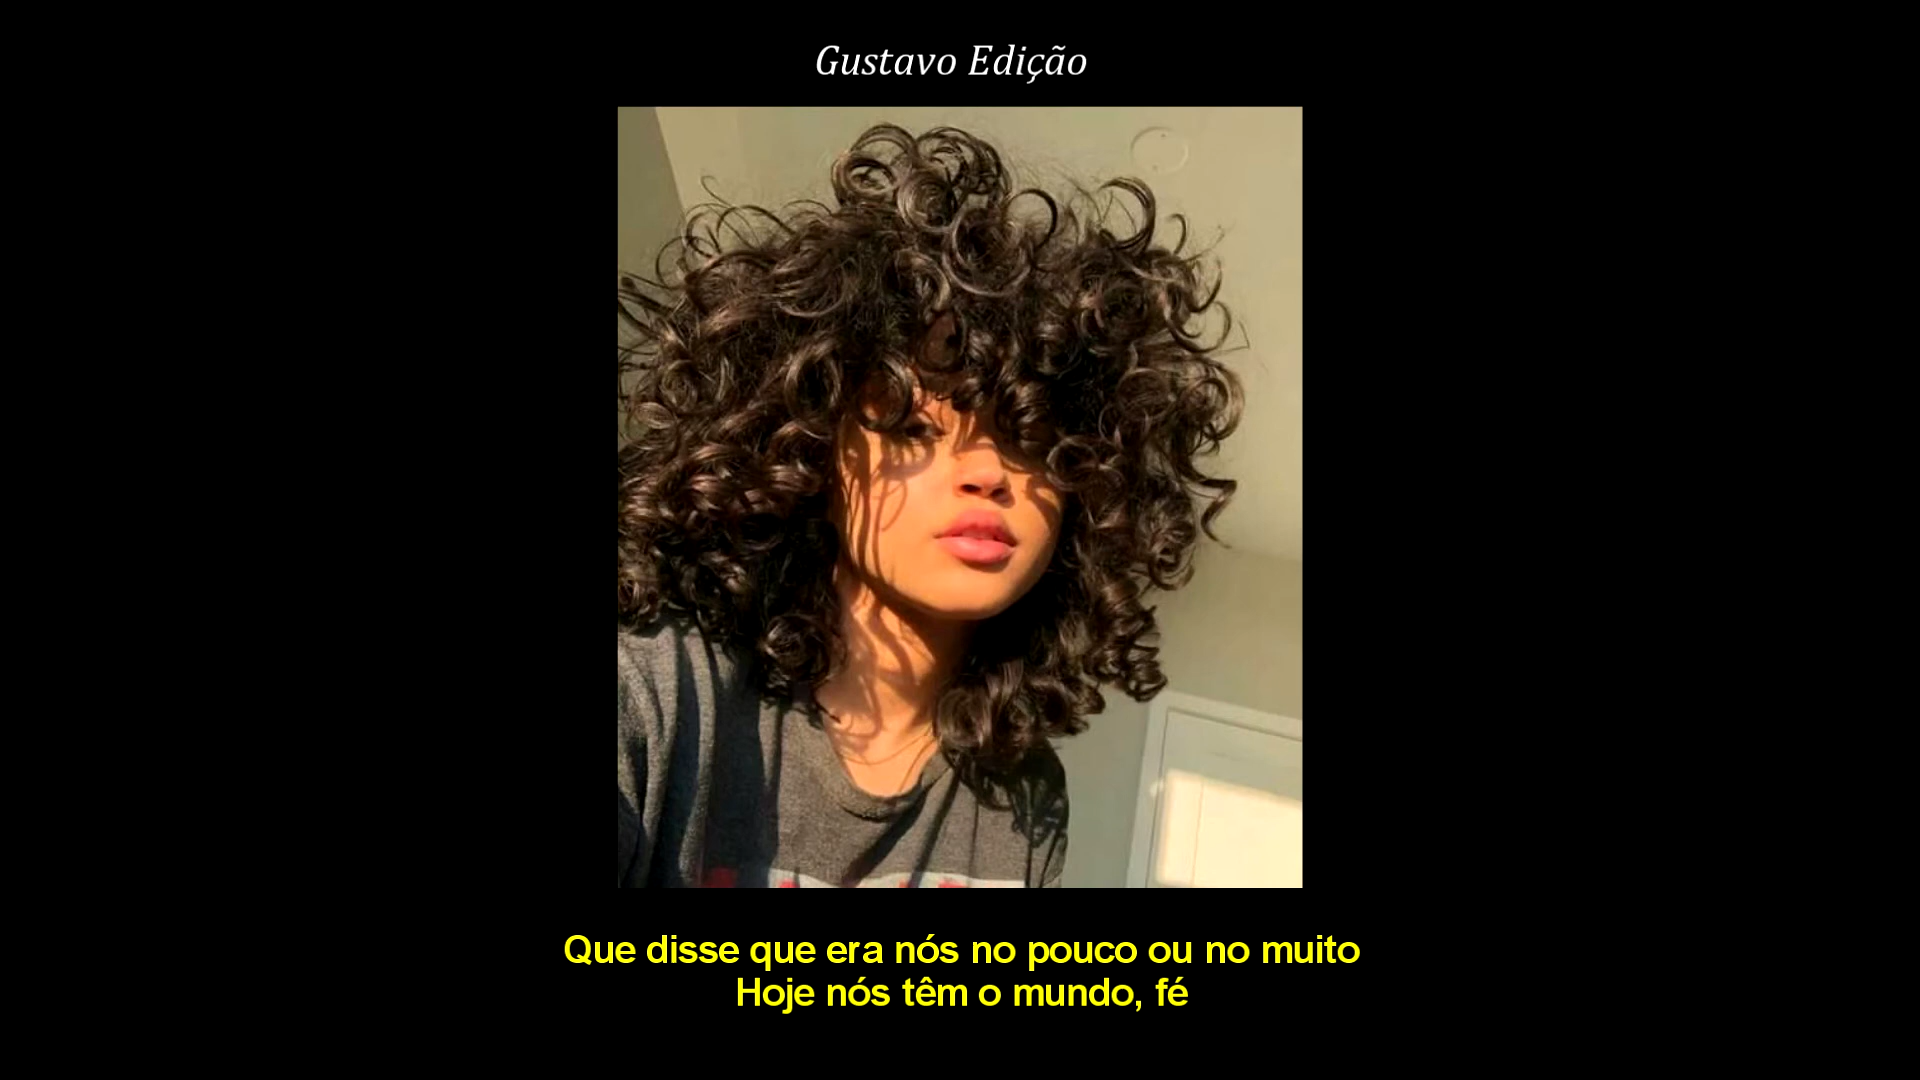 Gustavo Edição
Que disse que era nós no pouco ou no muito
Hoje nós têm o mundo, fé